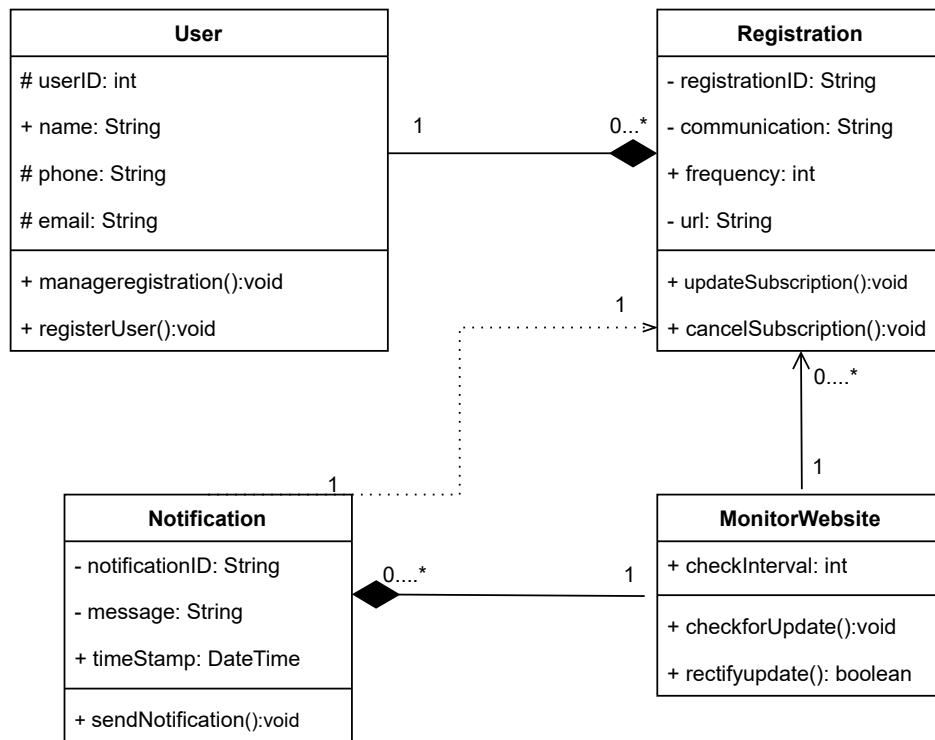 User
# userID: int
+ name: String
# phone: String
# email: String
+ manageregistration():void
+ registerUser():void
1
0...*
Registration
- registrationID: String
- communication: String
+ frequency: int
- url: String
+ updateSubscription():void
+ cancelSubscription():void
1
1
0....*
1
Notification
- notificationID: String
- message: String
+ timeStamp: DateTime
+ sendNotification():void
0....*
1
MonitorWebsite
+ checkInterval: int
+ checkforUpdate():void
+ rectifyupdate(): boolean